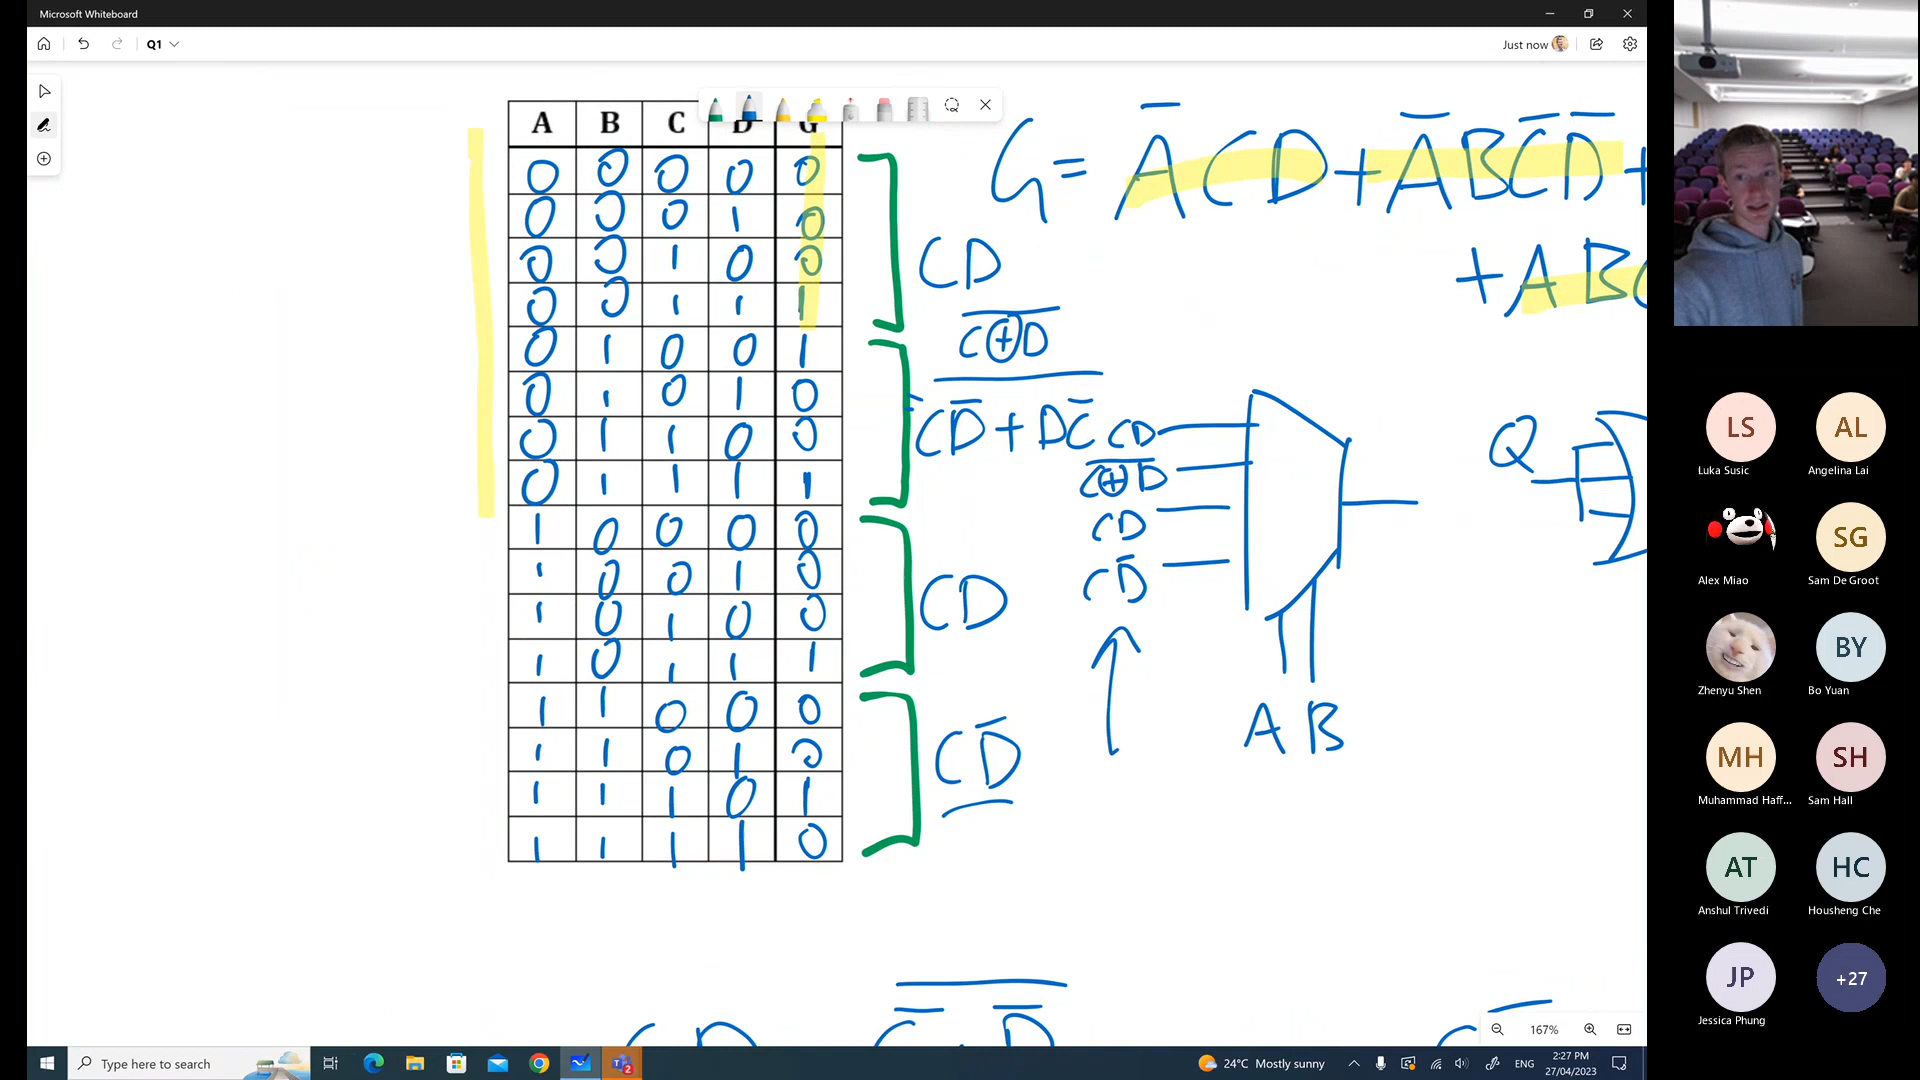 Microsoft Whiteboard
Q1
Just now
A B C D G
0 0 0 0 0
0 0 0 1 0
0 0 1 0 0
0 0 1 1 1
0 1 0 0 1
0 1 0 1 0
0 1 1 0 0
0 1 1 1 1
1 0 0 0 0
1 0 0 1 0
1 0 1 0 0
1 0 1 1 1
1 1 0 0 0
1 1 0 1 0
1 1 1 0 1
1 1 1 1 0
G = A̅CD + A̅BC̅D̅ +
+ AB
CD
C⊕D
CD̅ + DC̅
CD
CD̅
CD
C⊕D
CD
CD̅
A B
Q
C D
167%
LS
Luka Susic
AL
Angelina Lai
Alex Miao
SG
Sam De Groot
Zhenyu Shen
BY
Bo Yuan
MH
Muhammad Haff...
SH
Sam Hall
AT
Anshul Trivedi
HC
Housheng Che
JP
Jessica Phung
+27
Type here to search
24°C Mostly sunny
ENG
2:27 PM
27/04/2023